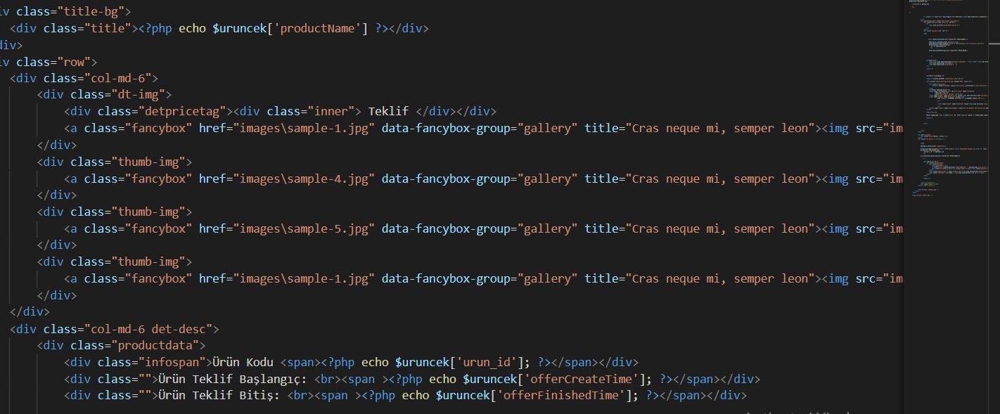 iv class="title-bg">
<div class="title"><?php echo $uruncek['productName'] ?></div>
div>
iv class="row">
<div class="col-md-6">
<div class="dt-img">
<div class="detpricetag"><div class="inner"> Teklif </div></div>
<a class="fancybox" href="images\sample-1.jpg" data-fancybox-group="gallery" title="Cras neque mi, semper leon"><img src="im
</div>
<div class="thumb-img">
<a class="fancybox" href="images\sample-4.jpg" data-fancybox-group="gallery" title="Cras neque mi, semper leon"><img src="im
</div>
<div class="thumb-img">
<a class="fancybox" href="images\sample-5.jpg" data-fancybox-group="gallery" title="Cras neque mi, semper leon"><img src="im
</div>
<div class="thumb-img">
<a class="fancybox" href="images\sample-1.jpg" data-fancybox-group="gallery" title="Cras neque mi, semper leon"><img src="im
</div>
</div>
<div class="col-md-6 det-desc">
<div class="productdata">
<div class="infospan">Ürün Kodu <span><?php echo $uruncek['urun_id']; ?></span></div>
<div class="">Ürün Teklif Başlangıç: <br><span ><?php echo $uruncek['offerCreateTime']; ?></span></div>
<div class="">Ürün Teklif Bitiş: <br><span ><?php echo $uruncek['offerFinishedTime']; ?></span></div>